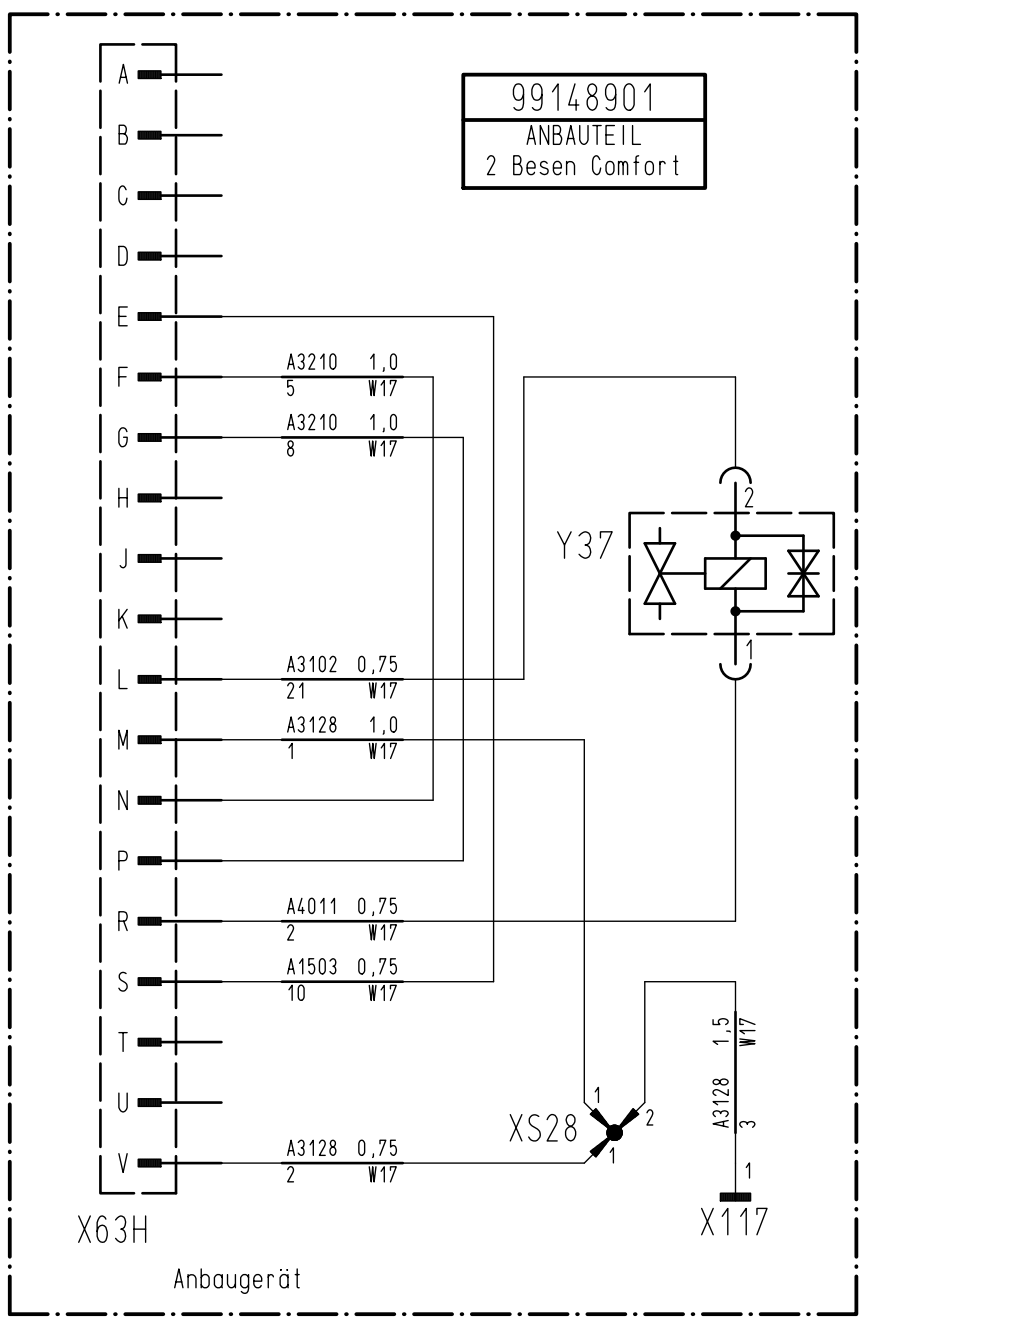 A
99148901
B
ANBAUTEIL
2 Besen Comfort
C
D
E
F
A3210 1,0
5 W17
G
A3210 1,0
8 W17
H
2
Y37
J
K
1
L
A3102 0,75
21 W17
M
A3128 1,0
1 W17
N
P
R
A4011 0,75
2 W17
S
A1503 0,75
10 W17
T
1,5 W17
A3128 3
U
1
XS28
2
1
V
A3128 0,75
2 W17
1
X63H
X117
Anbaugerät